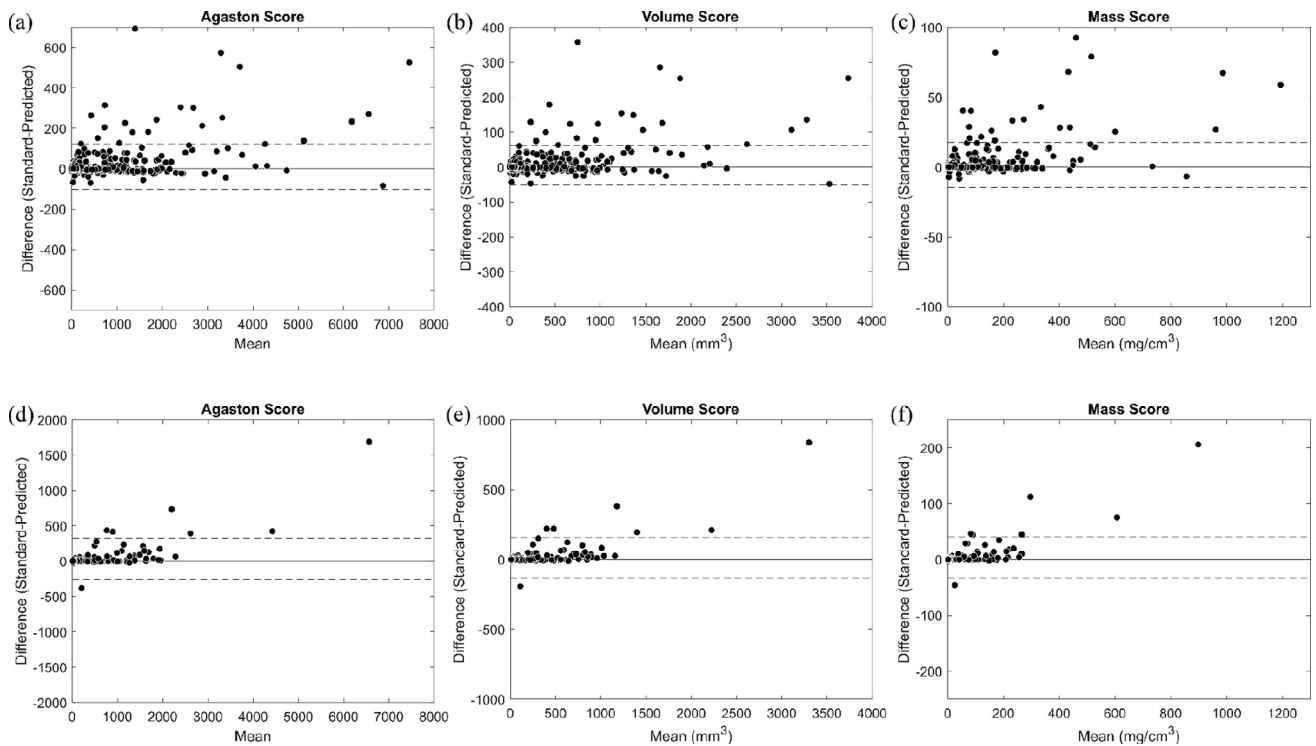 (a)
Agaston Score
Difference (Standard-Predicted)
600
400
200
0
-200
-400
-600
0 1000 2000 3000 4000 5000 6000 7000 8000
Mean
(b)
Volume Score
Difference (Standard-Predicted)
400
300
200
100
0
-100
-200
-300
-400
0 500 1000 1500 2000 2500 3000 3500 4000
Mean (mm³)
(c)
Mass Score
Difference (Standard-Predicted)
100
50
0
-50
-100
0 200 400 600 800 1000 1200
Mean (mg/cm³)
(d)
Agaston Score
Difference (Standard-Predicted)
2000
1500
1000
500
0
-500
-1000
-1500
-2000
0 1000 2000 3000 4000 5000 6000 7000 8000
Mean
(e)
Volume Score
Difference (Standard-Predicted)
1000
500
0
-500
-1000
0 500 1000 1500 2000 2500 3000 3500 4000
Mean (mm³)
(f)
Mass Score
Difference (Standard-Predicted)
200
100
0
-100
-200
0 200 400 600 800 1000 1200
Mean (mg/cm³)